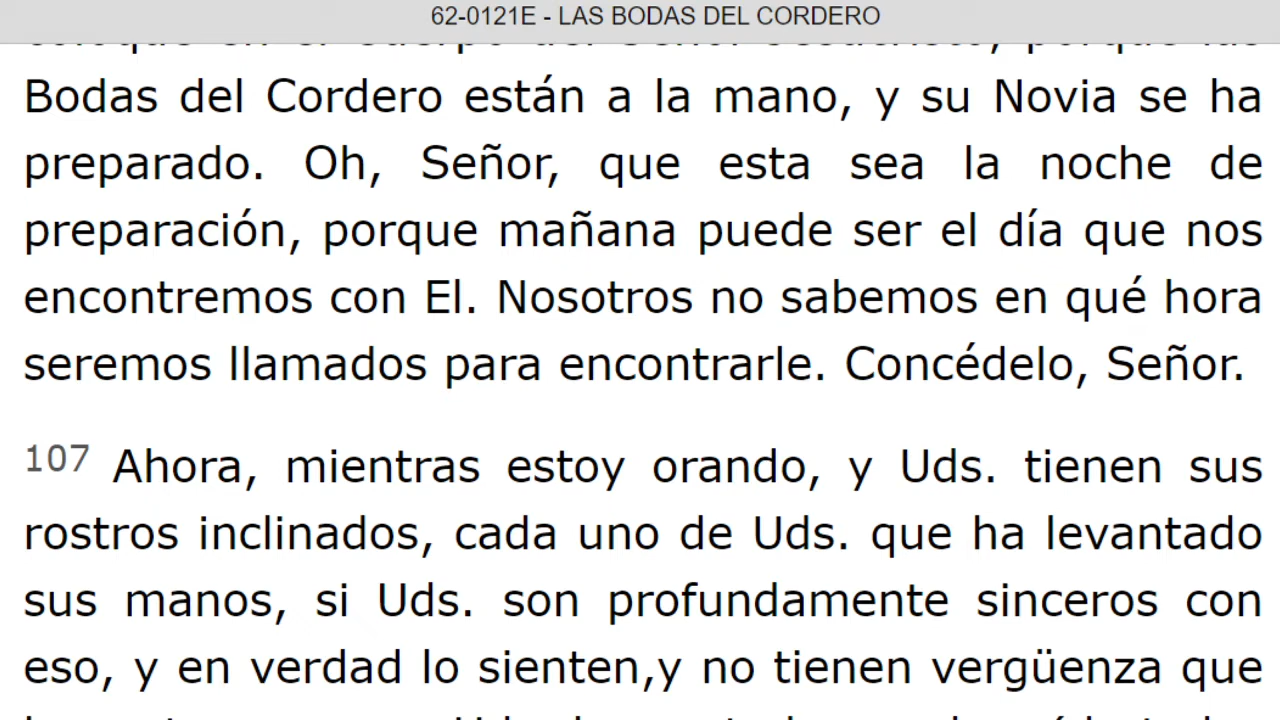 62-0121E - LAS BODAS DEL CORDERO
Bodas del Cordero están a la mano, y su Novia se ha
preparado. Oh, Señor, que esta sea la noche de
preparación, porque mañana puede ser el día que nos
encontremos con El. Nosotros no sabemos en qué hora
seremos llamados para encontrarle. Concédelo, Señor.
107 Ahora, mientras estoy orando, y Uds. tienen sus
rostros inclinados, cada uno de Uds. que ha levantado
sus manos, si Uds. son profundamente sinceros con
eso, y en verdad lo sienten,y no tienen vergüenza que